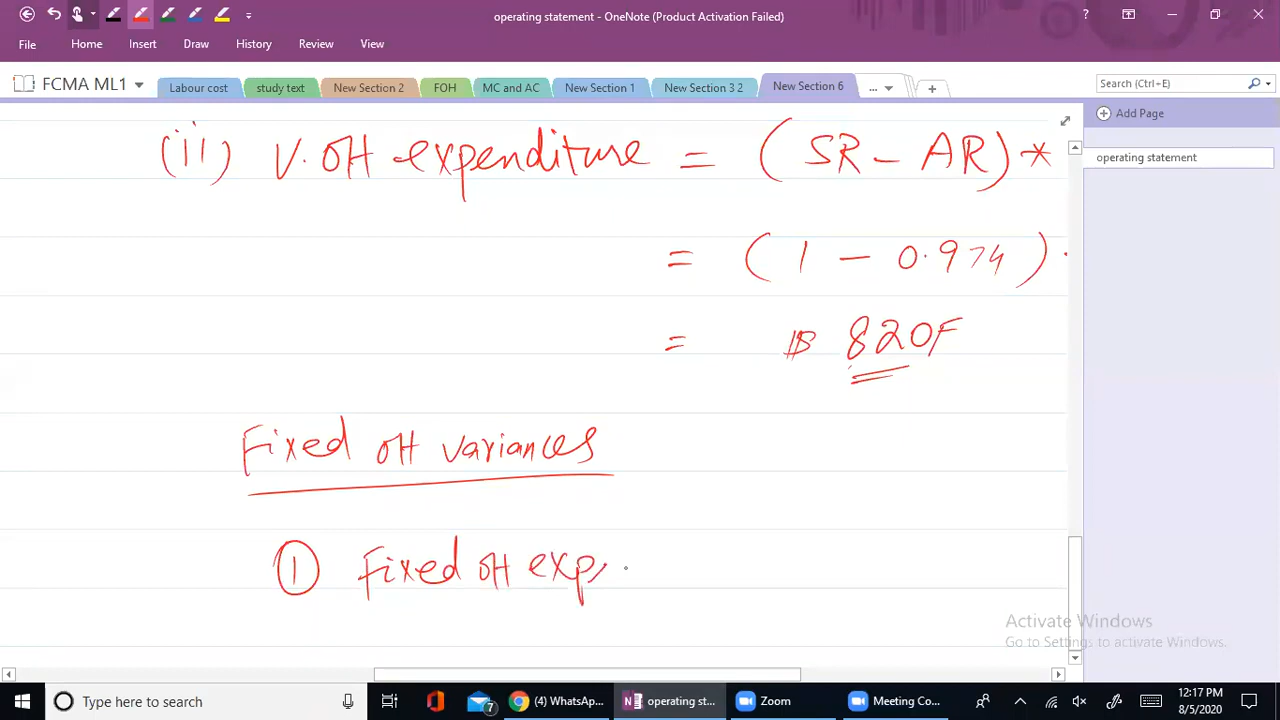 operating statement - OneNote (Product Activation Failed)
File Home Insert Draw History Review View
FCMA ML1 Labour cost study text New Section 2 FOH MC and AC New Section 1 New Section 3 2 New Section 6 ... Search (Ctrl+E)
Add Page
operating statement
(ii) V.OH expenditure = (SR - AR) *
= (1 - 0.974)
= 820F
Fixed OH variances
① Fixed OH exp
Activate Windows
Go to Settings to activate Windows.
Type here to search
7
(4) WhatsApp...
operating st...
Zoom
Meeting Co...
12:17 PM
8/5/2020